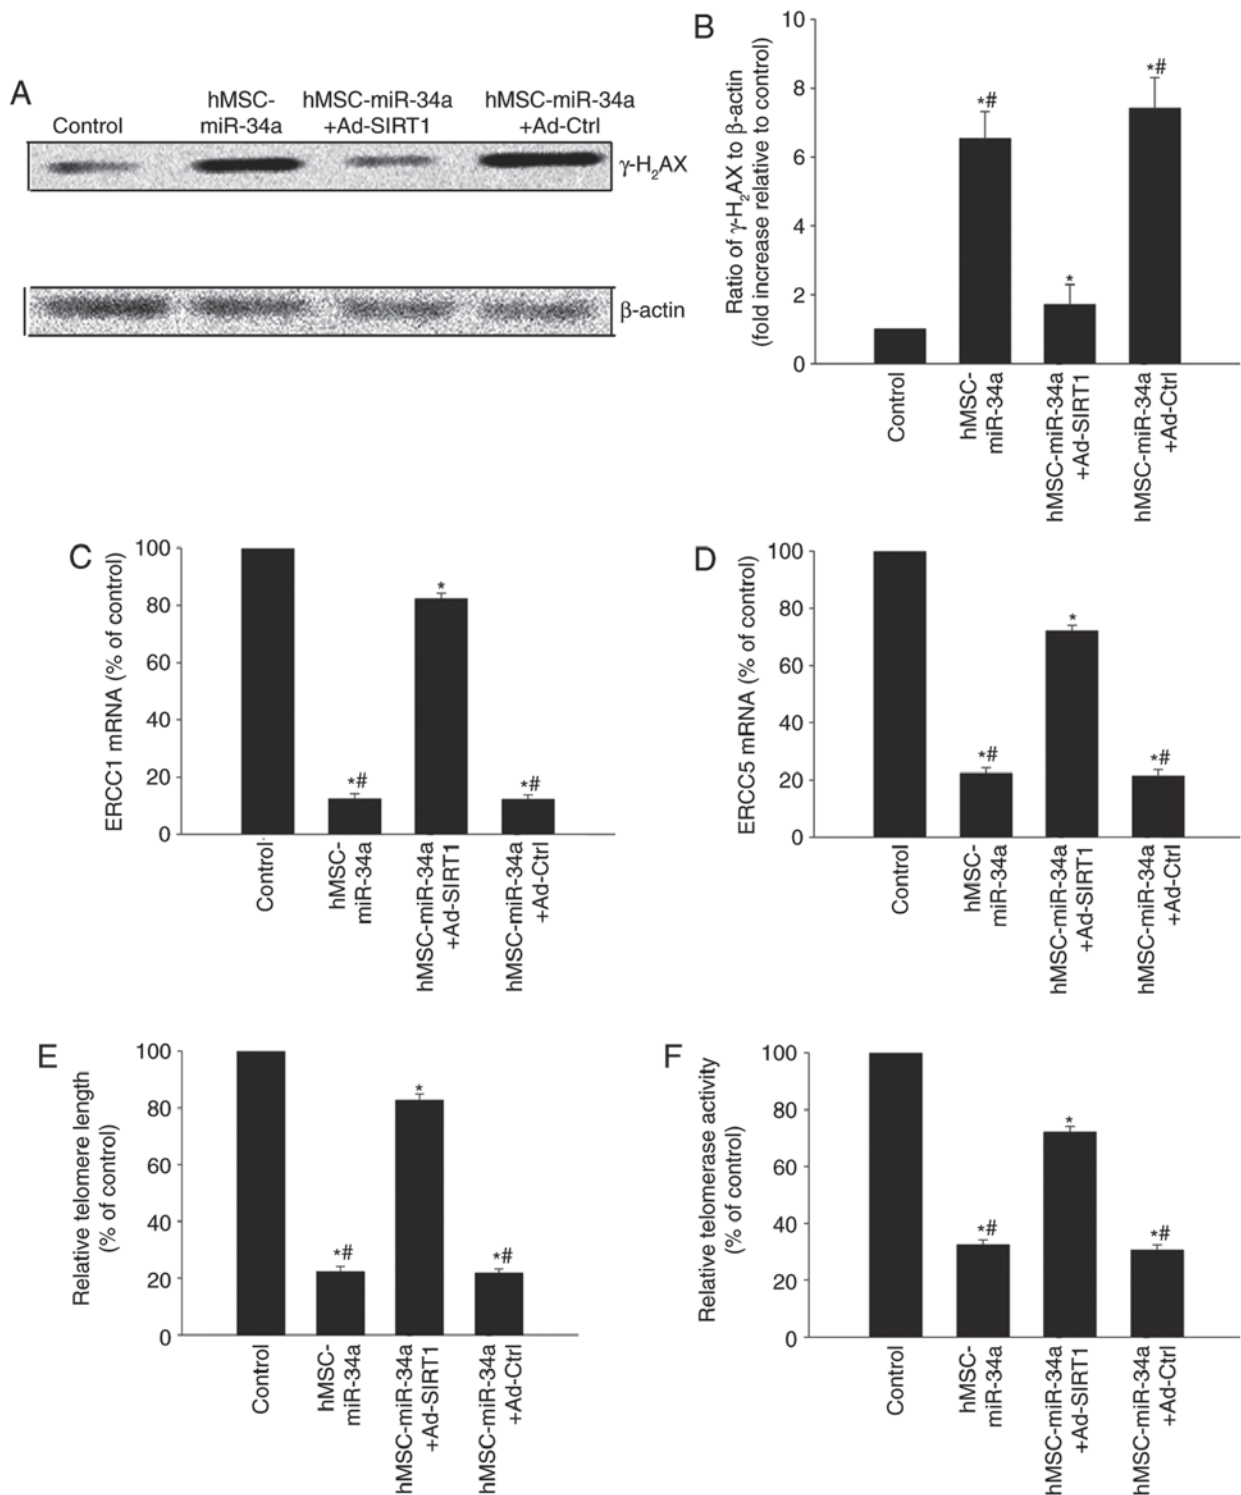 A
Control
hMSC-
miR-34a
hMSC-miR-34a
+Ad-SIRT1
hMSC-miR-34a
+Ad-Ctrl
γ-H₂AX
β-actin
B
Ratio of γ-H₂AX to β-actin
(fold increase relative to control)
10
8
6
4
2
0
*#
*
*#
Control
hMSC-
miR-34a
hMSC-miR-34a
+Ad-SIRT1
hMSC-miR-34a
+Ad-Ctrl
C
ERCC1 mRNA (% of control)
100
80
60
40
20
0
*#
*
*#
Control
hMSC-
miR-34a
hMSC-miR-34a
+Ad-SIRT1
hMSC-miR-34a
+Ad-Ctrl
D
ERCC5 mRNA (% of control)
100
80
60
40
20
0
*#
*
*#
Control
hMSC-
miR-34a
hMSC-miR-34a
+Ad-SIRT1
hMSC-miR-34a
+Ad-Ctrl
E
Relative telomere length
(% of control)
100
80
60
40
20
0
*#
*
*#
Control
hMSC-
miR-34a
hMSC-miR-34a
+Ad-SIRT1
hMSC-miR-34a
+Ad-Ctrl
F
Relative telomerase activity
(% of control)
100
80
60
40
20
0
*#
*
*#
Control
hMSC-
miR-34a
hMSC-miR-34a
+Ad-SIRT1
hMSC-miR-34a
+Ad-Ctrl